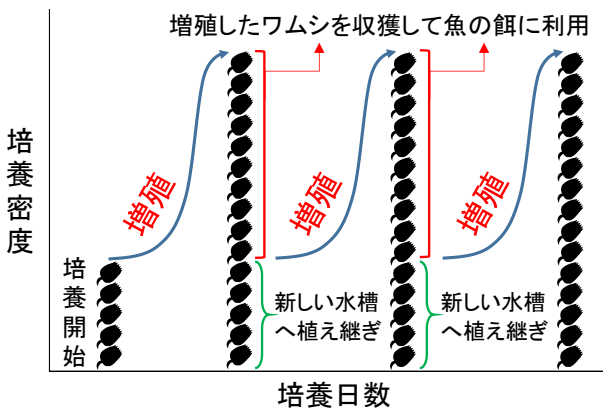 増殖したワムシを収獲して魚の餌に利用
培養密度
増殖
増殖
増殖
培養開始
新しい水槽
へ植え継ぎ
新しい水槽
へ植え継ぎ
培養日数